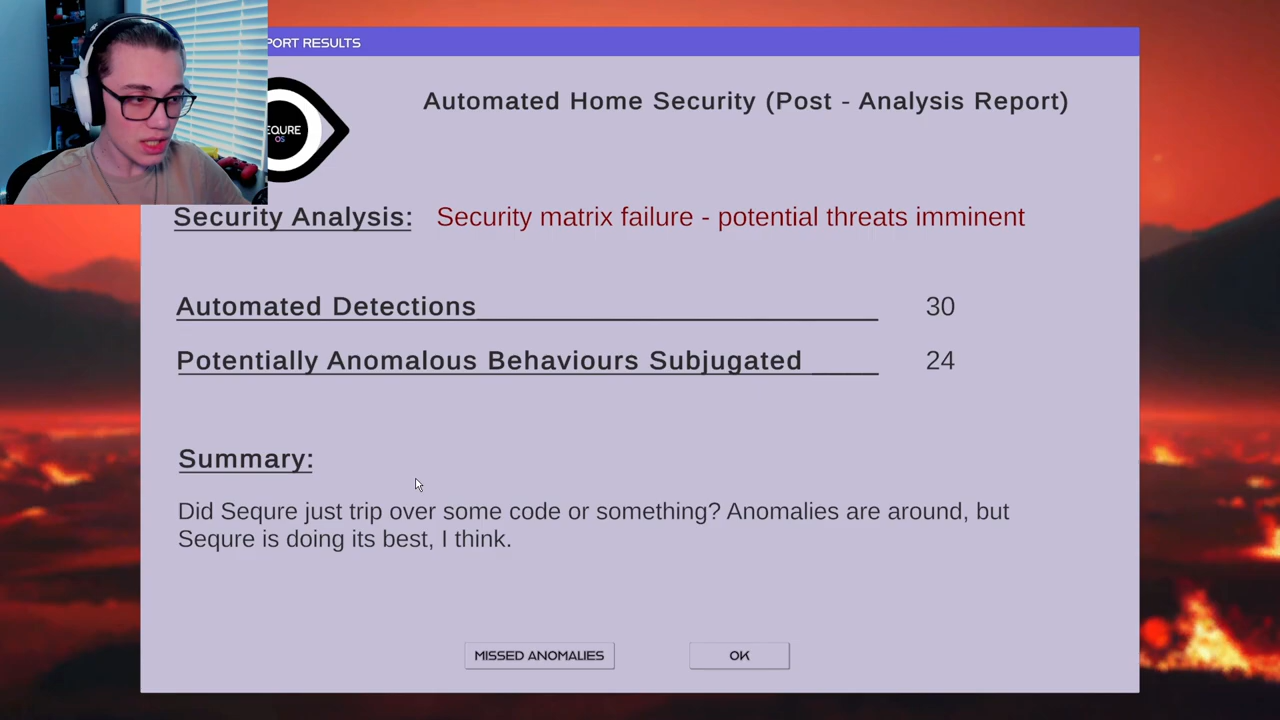 PORT RESULTS
Automated Home Security (Post - Analysis Report)
EQURE
OS
Security Analysis: Security matrix failure - potential threats imminent
Automated Detections 30
Potentially Anomalous Behaviours Subjugated 24
Summary:
Did Sequre just trip over some code or something? Anomalies are around, but
Sequre is doing its best, I think.
MISSED ANOMALIES OK